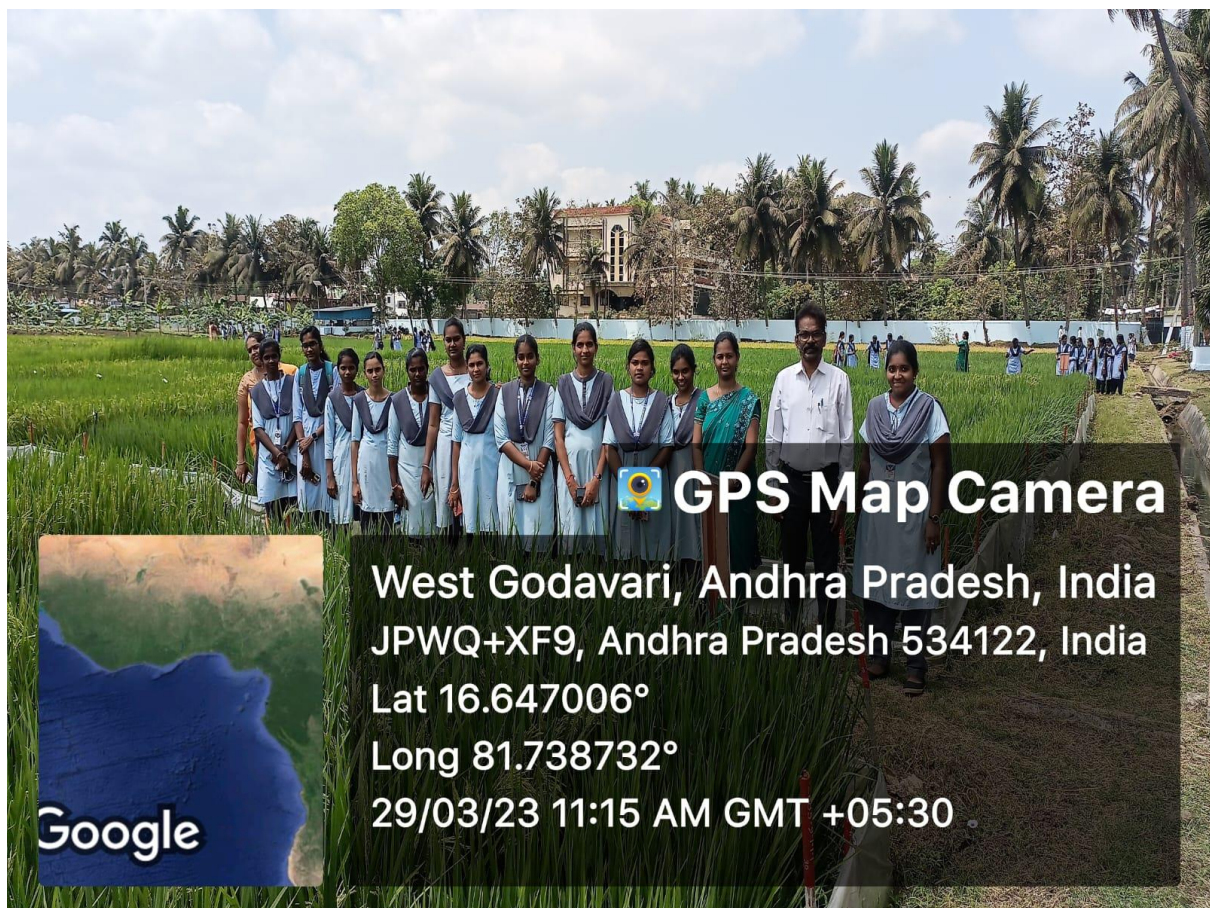 GPS Map Camera
West Godavari, Andhra Pradesh, India
JPWQ+XF9, Andhra Pradesh 534122, India
Lat 16.647006°
Long 81.738732°
29/03/23 11:15 AM GMT +05:30
Google